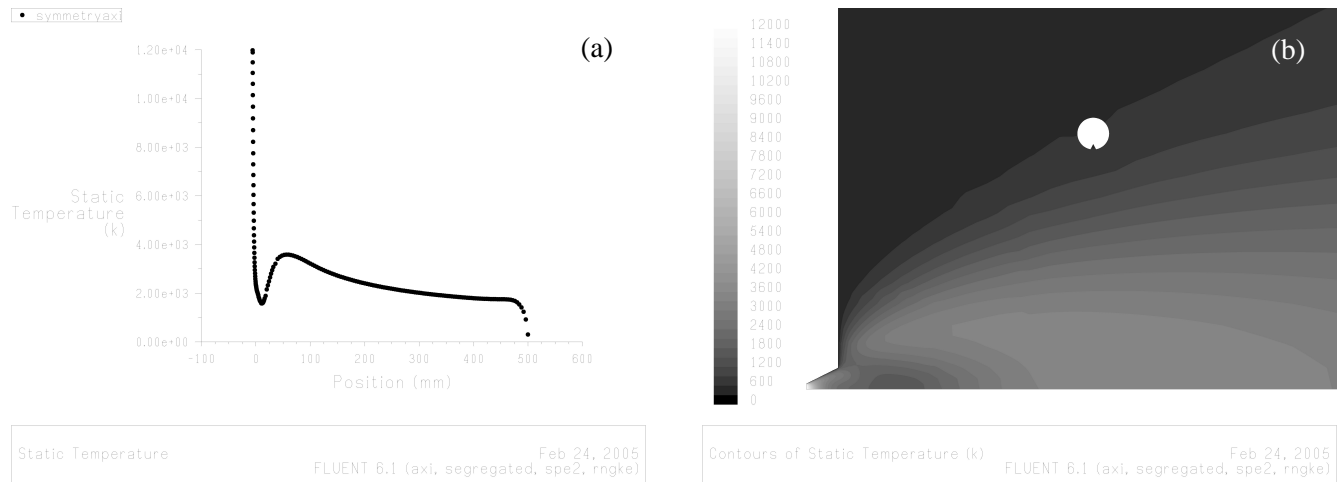 symmetryaxi
(a)
1.20e+04
1.00e+04
8.00e+03
6.00e+03
4.00e+03
2.00e+03
0.00e+00
Static
Temperature
(k)
-100 0 100 200 300 400 500 600
Position (mm)
Static Temperature
Feb 24, 2005
FLUENT 6.1 (axi, segregated, spe2, rngke)
(b)
12000
11400
10800
10200
9600
9000
8400
7800
7200
6600
6000
5400
4800
4200
3600
3000
2400
1800
1200
600
0
Contours of Static Temperature (k)
Feb 24, 2005
FLUENT 6.1 (axi, segregated, spe2, rngke)